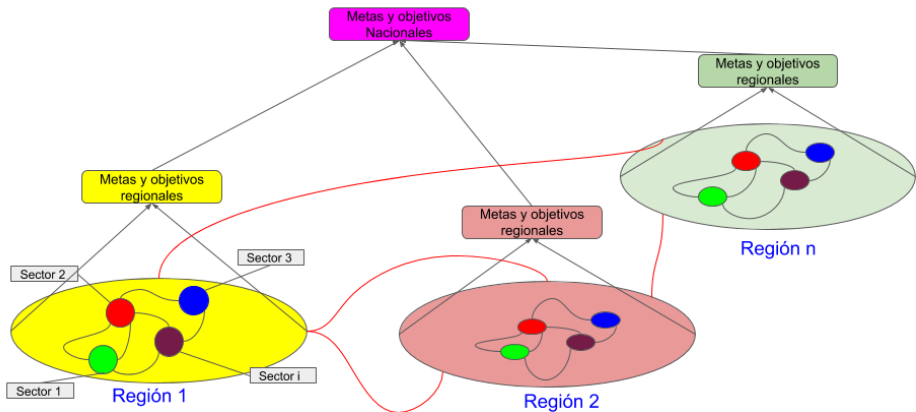 Metas y objetivos
Nacionales
Metas y objetivos
regionales
Metas y objetivos
regionales
Metas y objetivos
regionales
Región n
Sector 3
Sector 2
Sector i
Sector 1
Región 1
Región 2